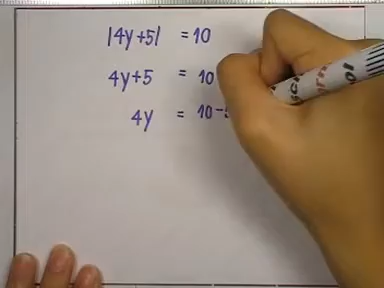 |4y+5| = 10
4y+5 = 10
4y = 10-